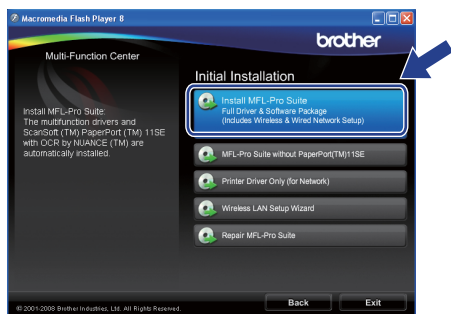 Macromedia Flash Player 8
brother
Multi-Function Center
Initial Installation
Install MFL-Pro Suite:
The multifunction drivers and
ScanSoft (TM) PaperPort (TM) 11SE
with OCR by NUANCE (TM) are
automatically installed.
Install MFL-Pro Suite
Full Driver & Software Package
(Includes Wireless & Wired Network Setup)
MFL-Pro Suite without PaperPort(TM)11SE
Printer Driver Only (for Network)
Wireless LAN Setup Wizard
Repair MFL-Pro Suite
© 2001-2008 Brother Industries, Ltd. All Rights Reserved.
Back
Exit